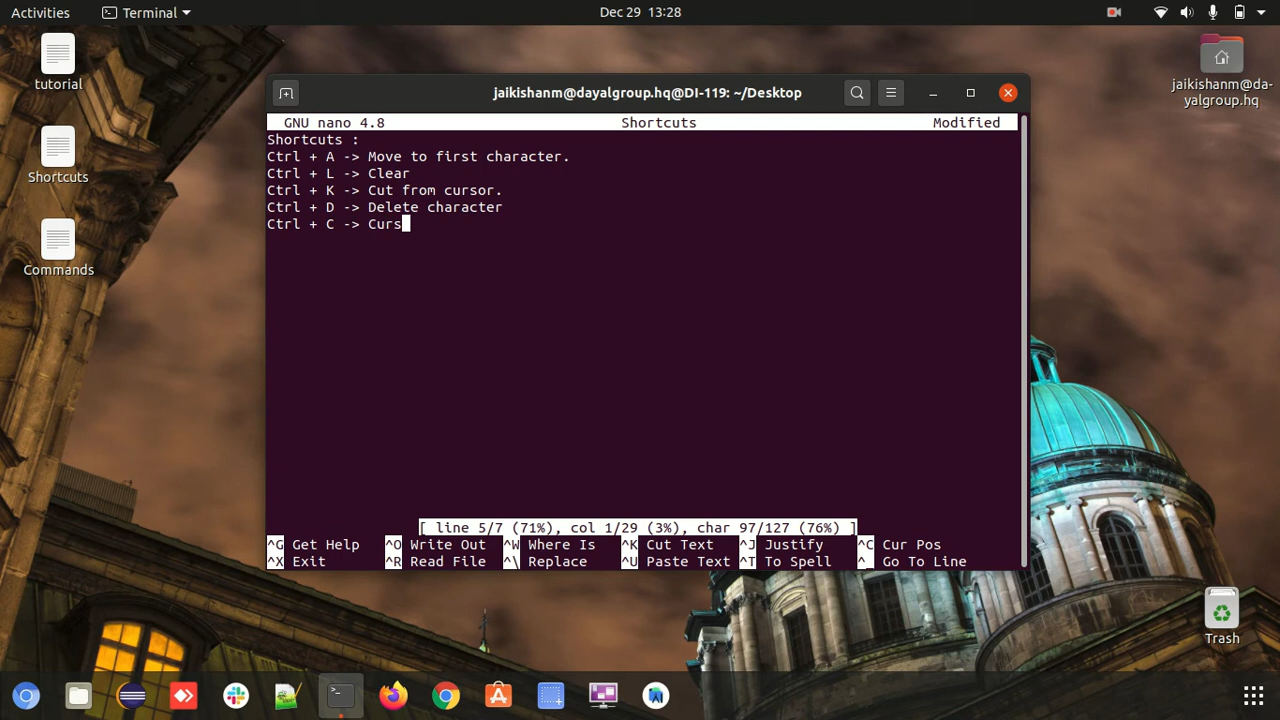 Activities
Terminal
Dec 29 13:28
tutorial
Shortcuts
Commands
jaikishanm@da-
yalgroup.hq
Trash
jaikishanm@dayalgroup.hq@DI-119: ~/Desktop
GNU nano 4.8 Shortcuts Modified
Shortcuts :
Ctrl + A -> Move to first character.
Ctrl + L -> Clear
Ctrl + K -> Cut from cursor.
Ctrl + D -> Delete character
Ctrl + C -> Curs
[ line 5/7 (71%), col 1/29 (3%), char 97/127 (76%) ]
^G Get Help ^O Write Out ^W Where Is ^K Cut Text ^J Justify ^C Cur Pos
^X Exit ^R Read File ^\ Replace ^U Paste Text ^T To Spell ^_ Go To Line